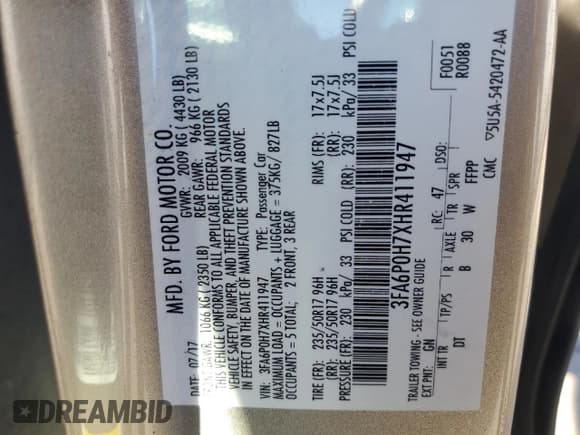 MFD. BY FORD MOTOR CO.
DATE: 07/17 GVWR: 2009 KG (4430 LB)
FRONT GAWR: 1066 KG (2350 LB) REAR GAWR: 966 KG (2130 LB)
THIS VEHICLE CONFORMS TO ALL APPLICABLE FEDERAL MOTOR
VEHICLE SAFETY, BUMPER, AND THEFT PREVENTION STANDARDS
IN EFFECT ON THE DATE OF MANUFACTURE SHOWN ABOVE.
VIN: 3FA6P0H7XHR411947 TYPE: Passenger Car
MAXIMUM LOAD = OCCUPANTS + LUGGAGE = 375KG/ 827LB
OCCUPANTS = 5 TOTAL; 2 FRONT, 3 REAR
TIRE (FR): 235/50R17 96H RIMS (FR): 17x7.5J
(RR): 235/50R17 96H (RR): 17x7.5J
PRESSURE (FR): 230 kPa/ 33 PSI COLD (RR): 230 kPa/ 33 PSI COLD
3FA6P0H7XHR411947
F0051
R0088
TRAILER TOWING - SEE OWNER GUIDE
EXT PNT: GN RC: 47 DSO:
INT TR TP/PS R AXLE TR SPR
DT B 30 W FFPP
CMC ▽5U5A-5420472-AA
DREAMBID